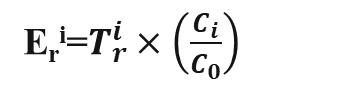 E_r^i=T_r^i × (C_i/C_0)